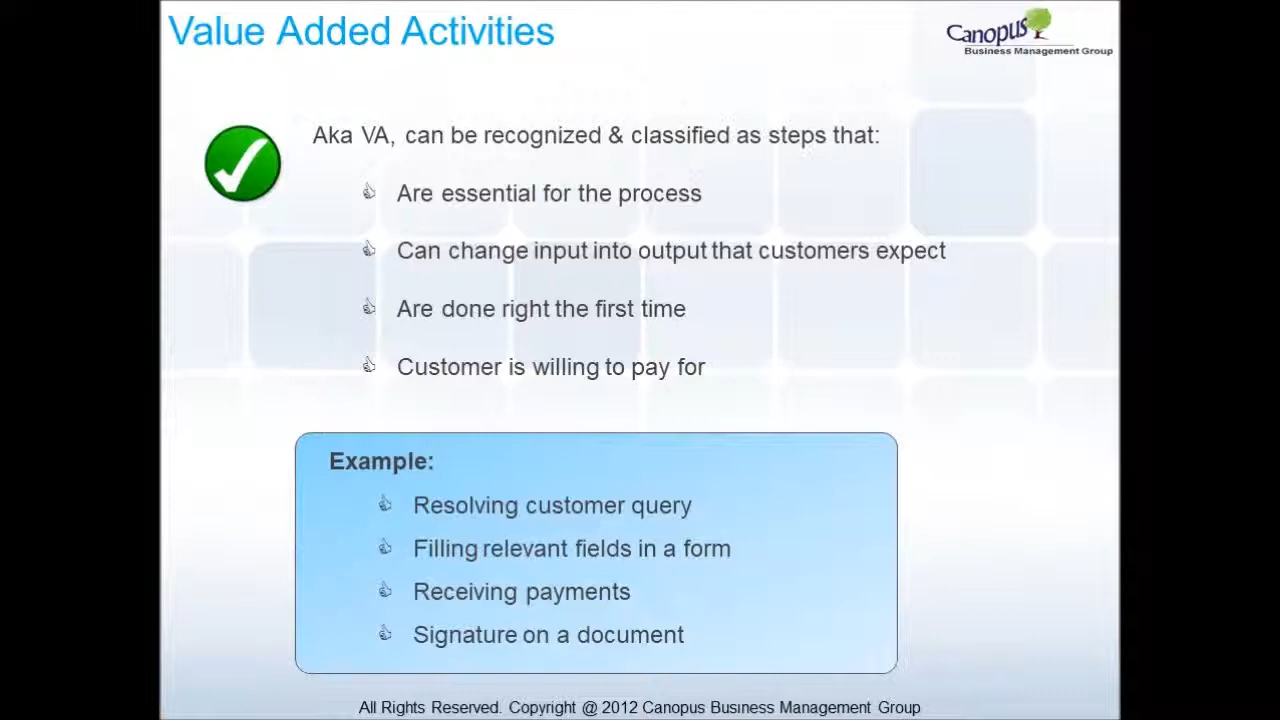 Value Added Activities
Canopus
Business Management Group
Aka VA, can be recognized & classified as steps that:
Are essential for the process
Can change input into output that customers expect
Are done right the first time
Customer is willing to pay for
Example:
Resolving customer query
Filling relevant fields in a form
Receiving payments
Signature on a document
All Rights Reserved. Copyright @ 2012 Canopus Business Management Group